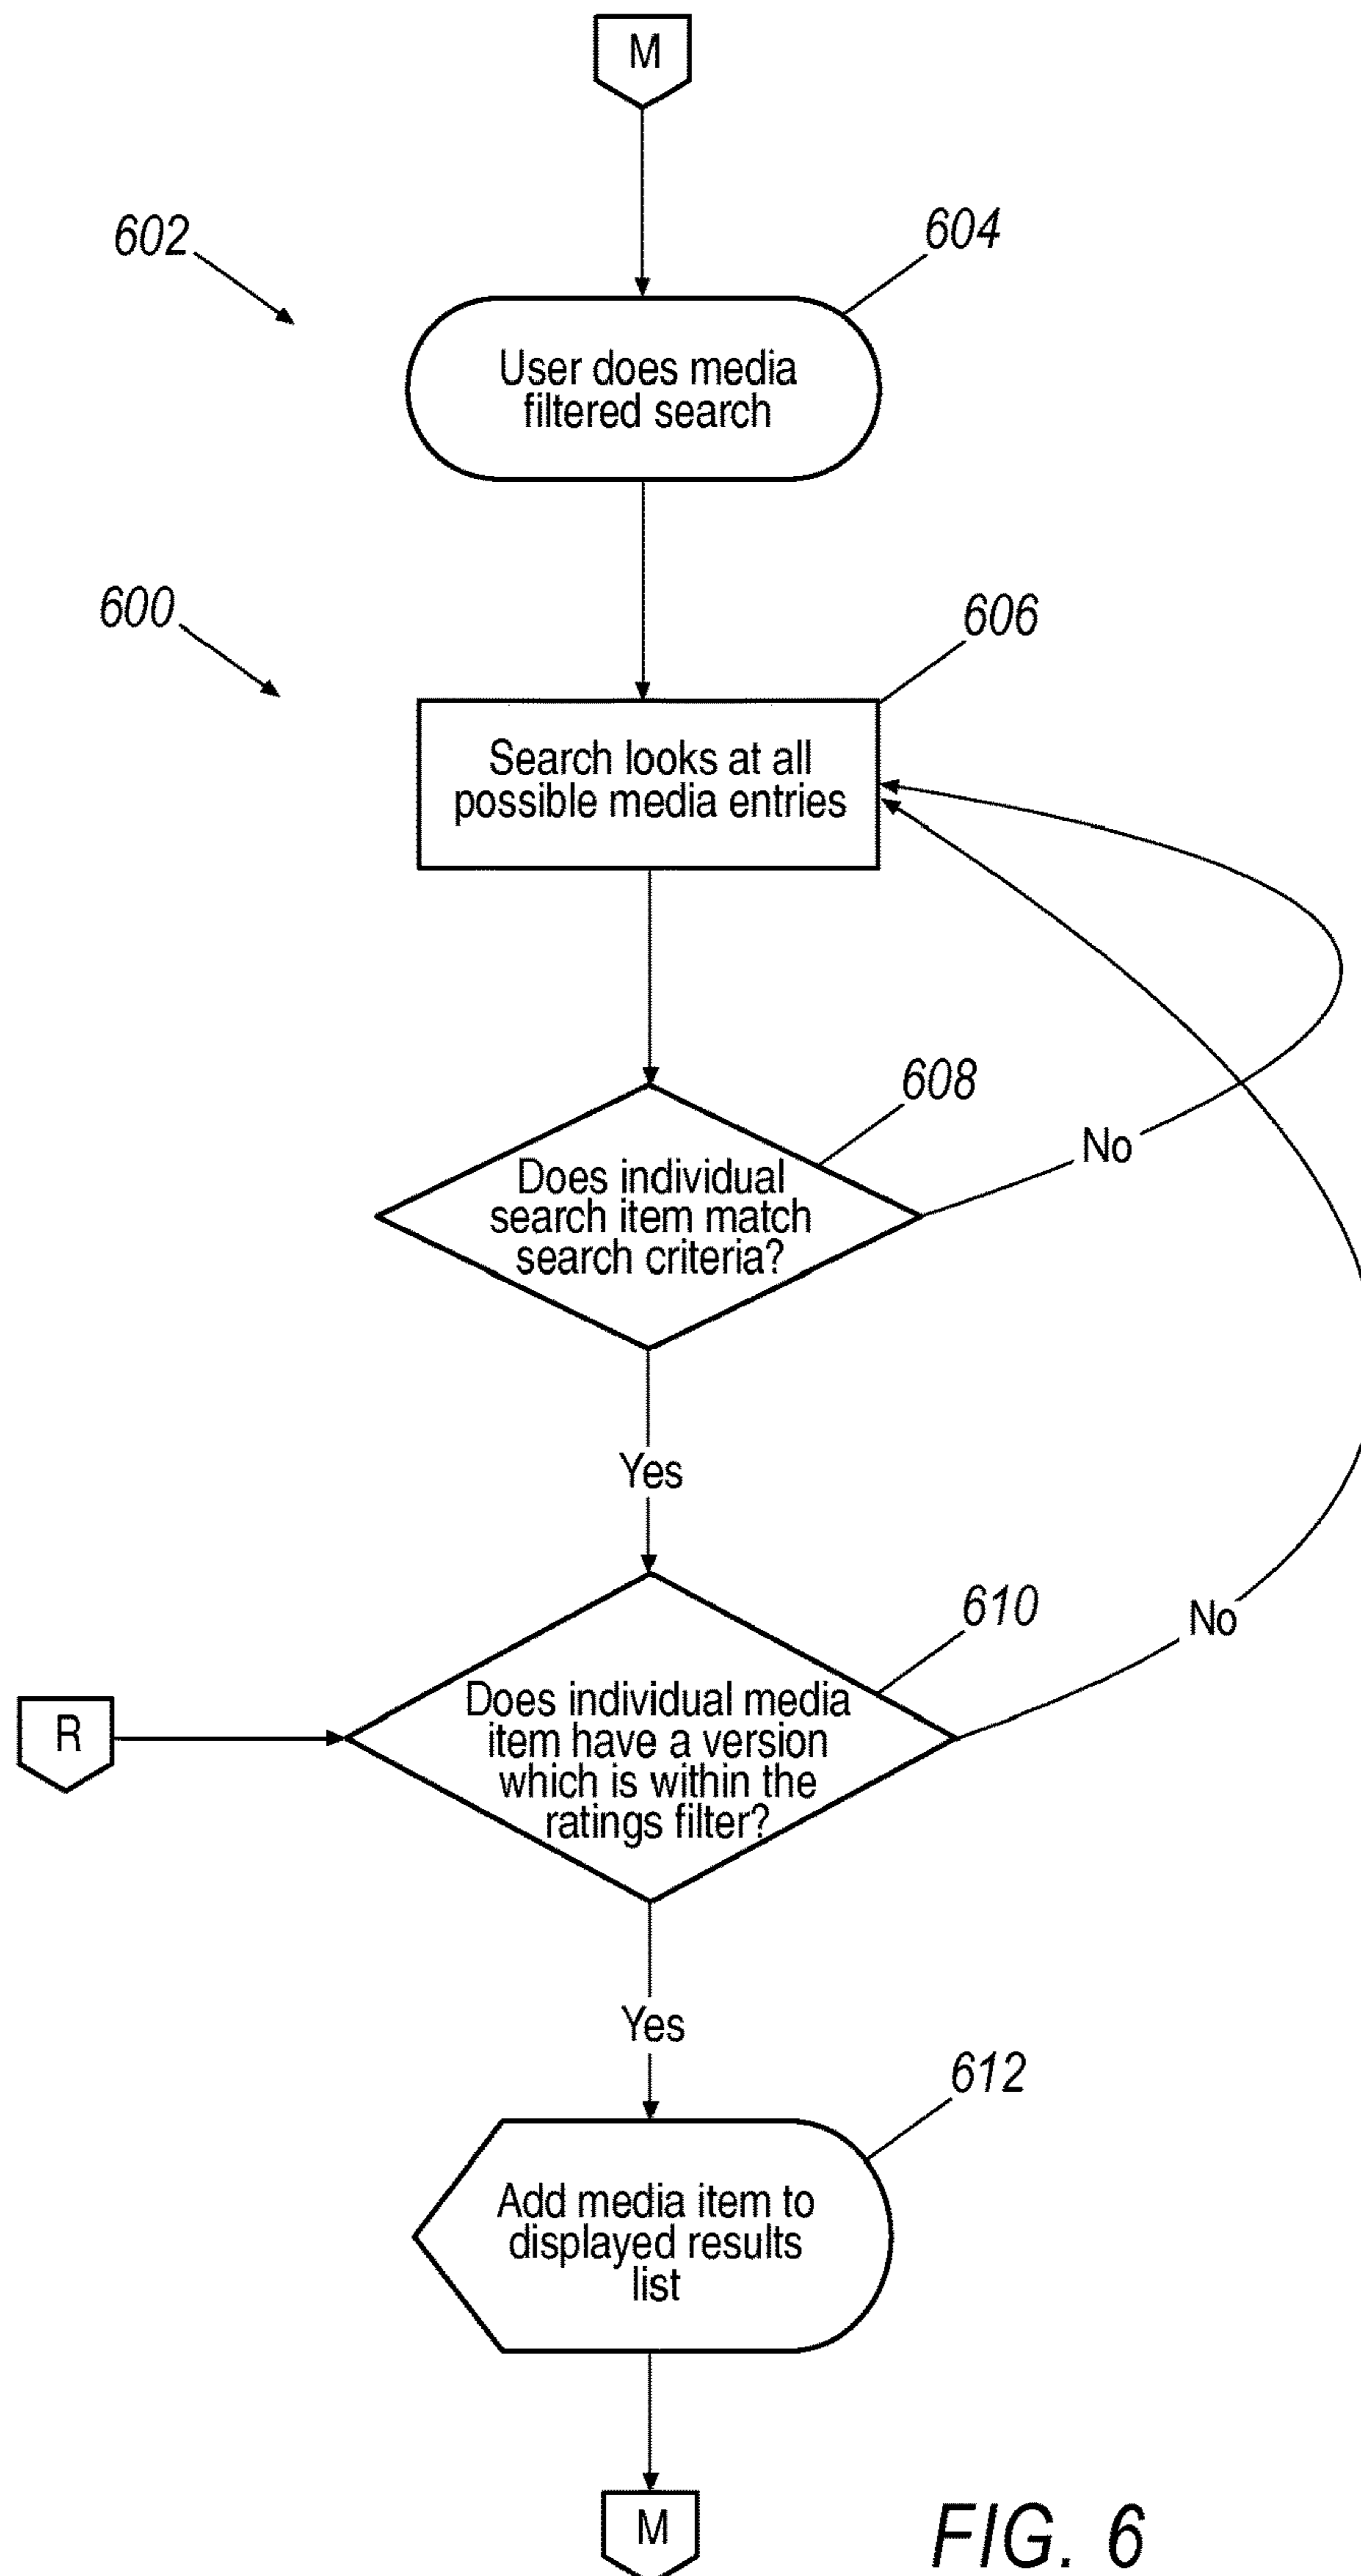 M
602
604
User does media
filtered search
600
606
Search looks at all
possible media entries
608
Does individual
search item match
search criteria?
No
Yes
610
No
R
Does individual media
item have a version
which is within the
ratings filter?
Yes
612
Add media item to
displayed results
list
M
FIG. 6